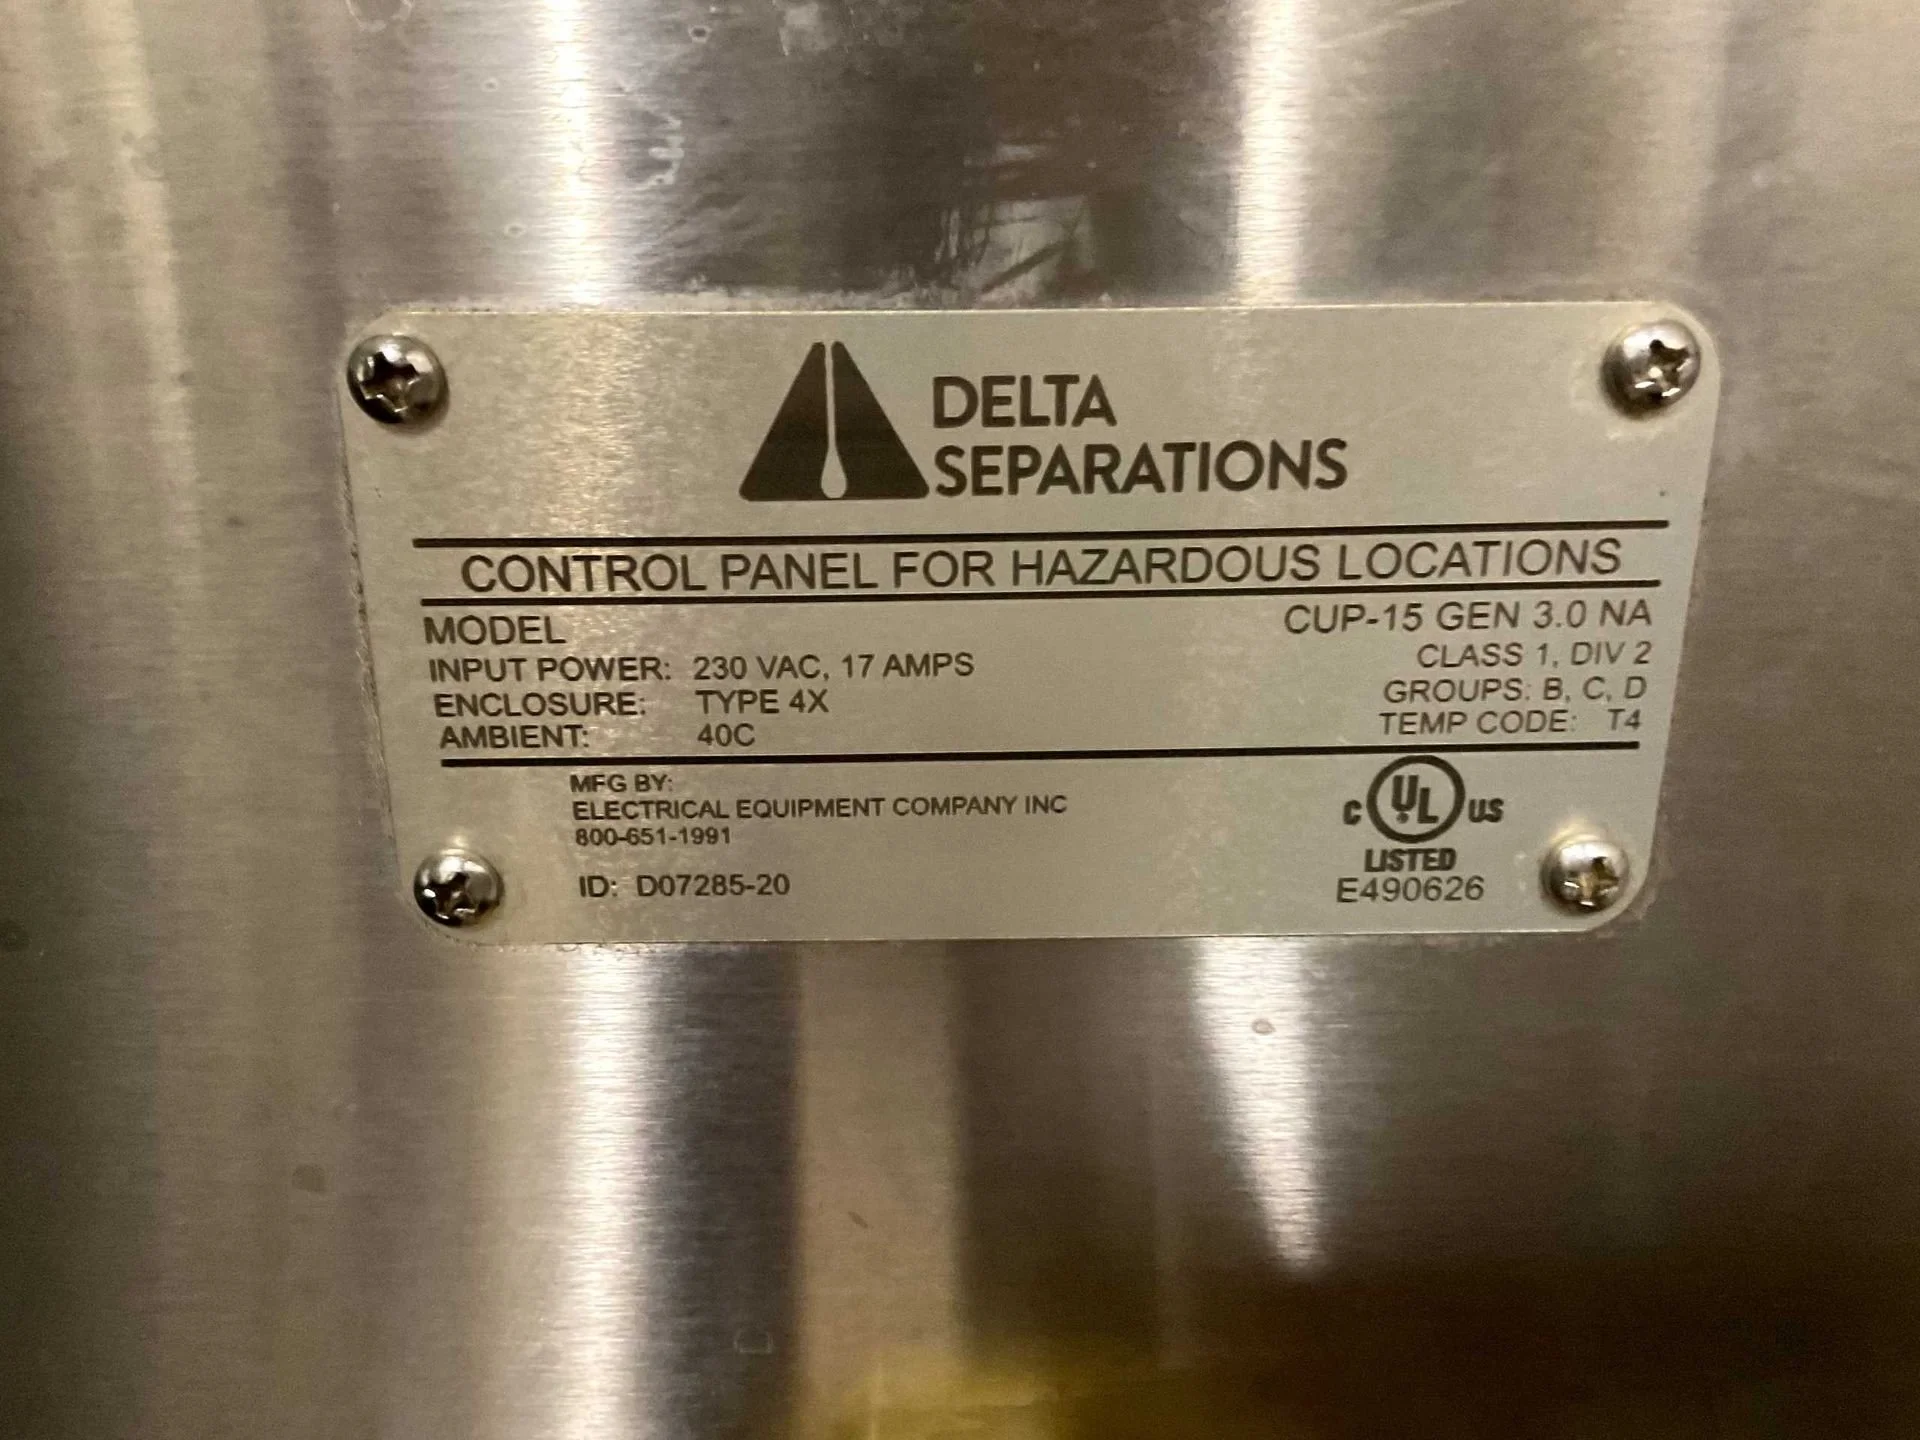 DELTA
SEPARATIONS
CONTROL PANEL FOR HAZARDOUS LOCATIONS
MODEL CUP-15 GEN 3.0 NA
INPUT POWER: 230 VAC, 17 AMPS CLASS 1, DIV 2
ENCLOSURE: TYPE 4X GROUPS: B, C, D
AMBIENT: 40C TEMP CODE: T4
MFG BY:
ELECTRICAL EQUIPMENT COMPANY INC
800-651-1991
ID: D07285-20
C UL US
LISTED
E490626